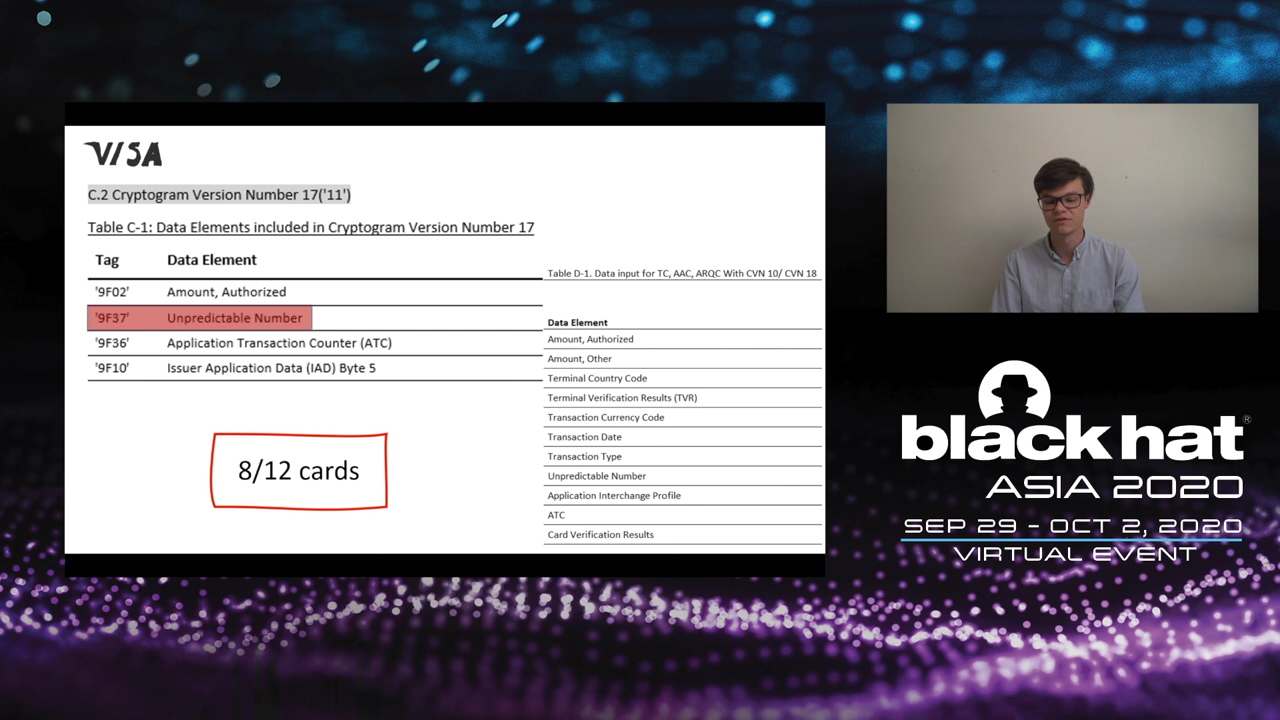 VISA
C.2 Cryptogram Version Number 17('11')
Table C-1: Data Elements included in Cryptogram Version Number 17
Tag Data Element
'9F02' Amount, Authorized
'9F37' Unpredictable Number
'9F36' Application Transaction Counter (ATC)
'9F10' Issuer Application Data (IAD) Byte 5
8/12 cards
Table D-1. Data input for TC, AAC, ARQC With CVN 10/ CVN 18
Data Element
Amount, Authorized
Amount, Other
Terminal Country Code
Terminal Verification Results (TVR)
Transaction Currency Code
Transaction Date
Transaction Type
Unpredictable Number
Application Interchange Profile
ATC
Card Verification Results
black hat®
ASIA 2020
SEP 29 - OCT 2, 2020
VIRTUAL EVENT